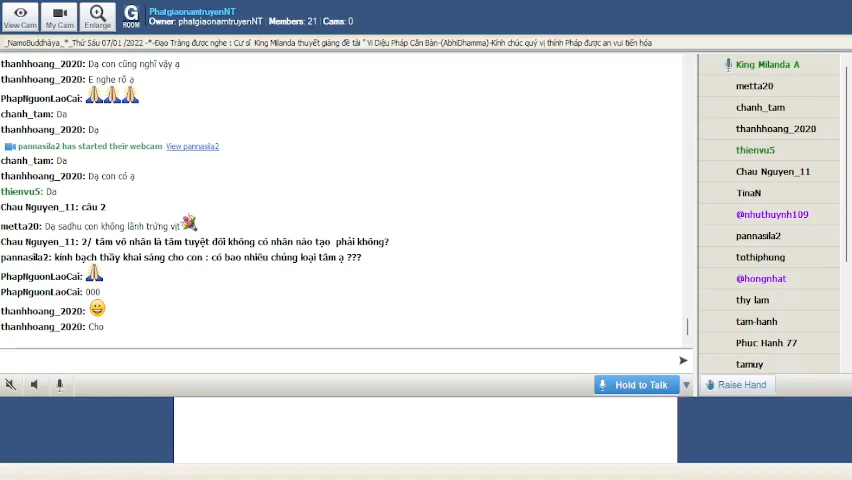 View Cam
My Cam
Enlarge
G
ROOM
PhatgiaonamtruyenNT
Owner: phatgiaonamtruyenNT Members: 21 Cams: 0
_NamoBuddhàya_*_Thứ Sáu 07/01 /2022 -*-Đạo Tràng được nghe : Cư sĩ King Milanda thuyết giảng đề tài " Vi Diệu Pháp Căn Bản-(AbhiDhamma)-Kính chúc quý vị thính Pháp được an vui tiến hóa
thanhhoang_2020: Dạ con cũng nghĩ vậy ạ
thanhhoang_2020: E nghe rõ ạ
PhapNguonLaoCai:
chanh_tam: Da
thanhhoang_2020: Dạ
pannasila2 has started their webcam View pannasila2
chanh_tam: Da
thanhhoang_2020: Dạ con có ạ
thienvu5: Da
Chau Nguyen_11: câu 2
metta20: Dạ sadhu con không lãnh trứng vịt
Chau Nguyen_11: 2/ tâm vô nhân là tâm tuyệt đối không có nhân nào tạo phải không?
pannasila2: kính bạch thầy khai sáng cho con : có bao nhiêu chủng loại tâm ạ ???
PhapNguonLaoCai:
PhapNguonLaoCai: 000
thanhhoang_2020:
thanhhoang_2020: Cho
King Milanda A
metta20
chanh_tam
thanhhoang_2020
thienvu5
Chau Nguyen_11
TinaN
@nhuthuynh109
pannasila2
tothiphung
@hongnhat
thy lam
tam-hanh
Phuc Hanh 77
tamuy
Hold to Talk
Raise Hand